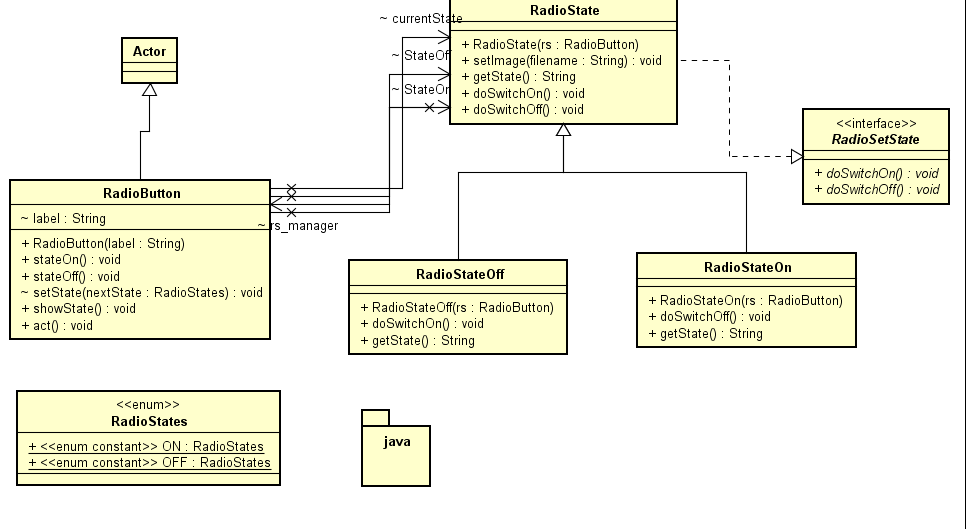 RadioState
+ RadioState(rs : RadioButton)
+ setImage(filename : String) : void
+ getState() : String
+ doSwitchOn() : void
+ doSwitchOff() : void
~ currentState
~ StateOff
~ StateOn
Actor
<<interface>>
RadioSetState
+ doSwitchOn() : void
+ doSwitchOff() : void
RadioButton
~ label : String
+ RadioButton(label : String)
+ stateOn() : void
+ stateOff() : void
~ setState(nextState : RadioStates) : void
+ showState() : void
+ act() : void
~ rs_manager
RadioStateOff
+ RadioStateOff(rs : RadioButton)
+ doSwitchOn() : void
+ getState() : String
RadioStateOn
+ RadioStateOn(rs : RadioButton)
+ doSwitchOff() : void
+ getState() : String
<<enum>>
RadioStates
+ <<enum constant>> ON : RadioStates
+ <<enum constant>> OFF : RadioStates
java